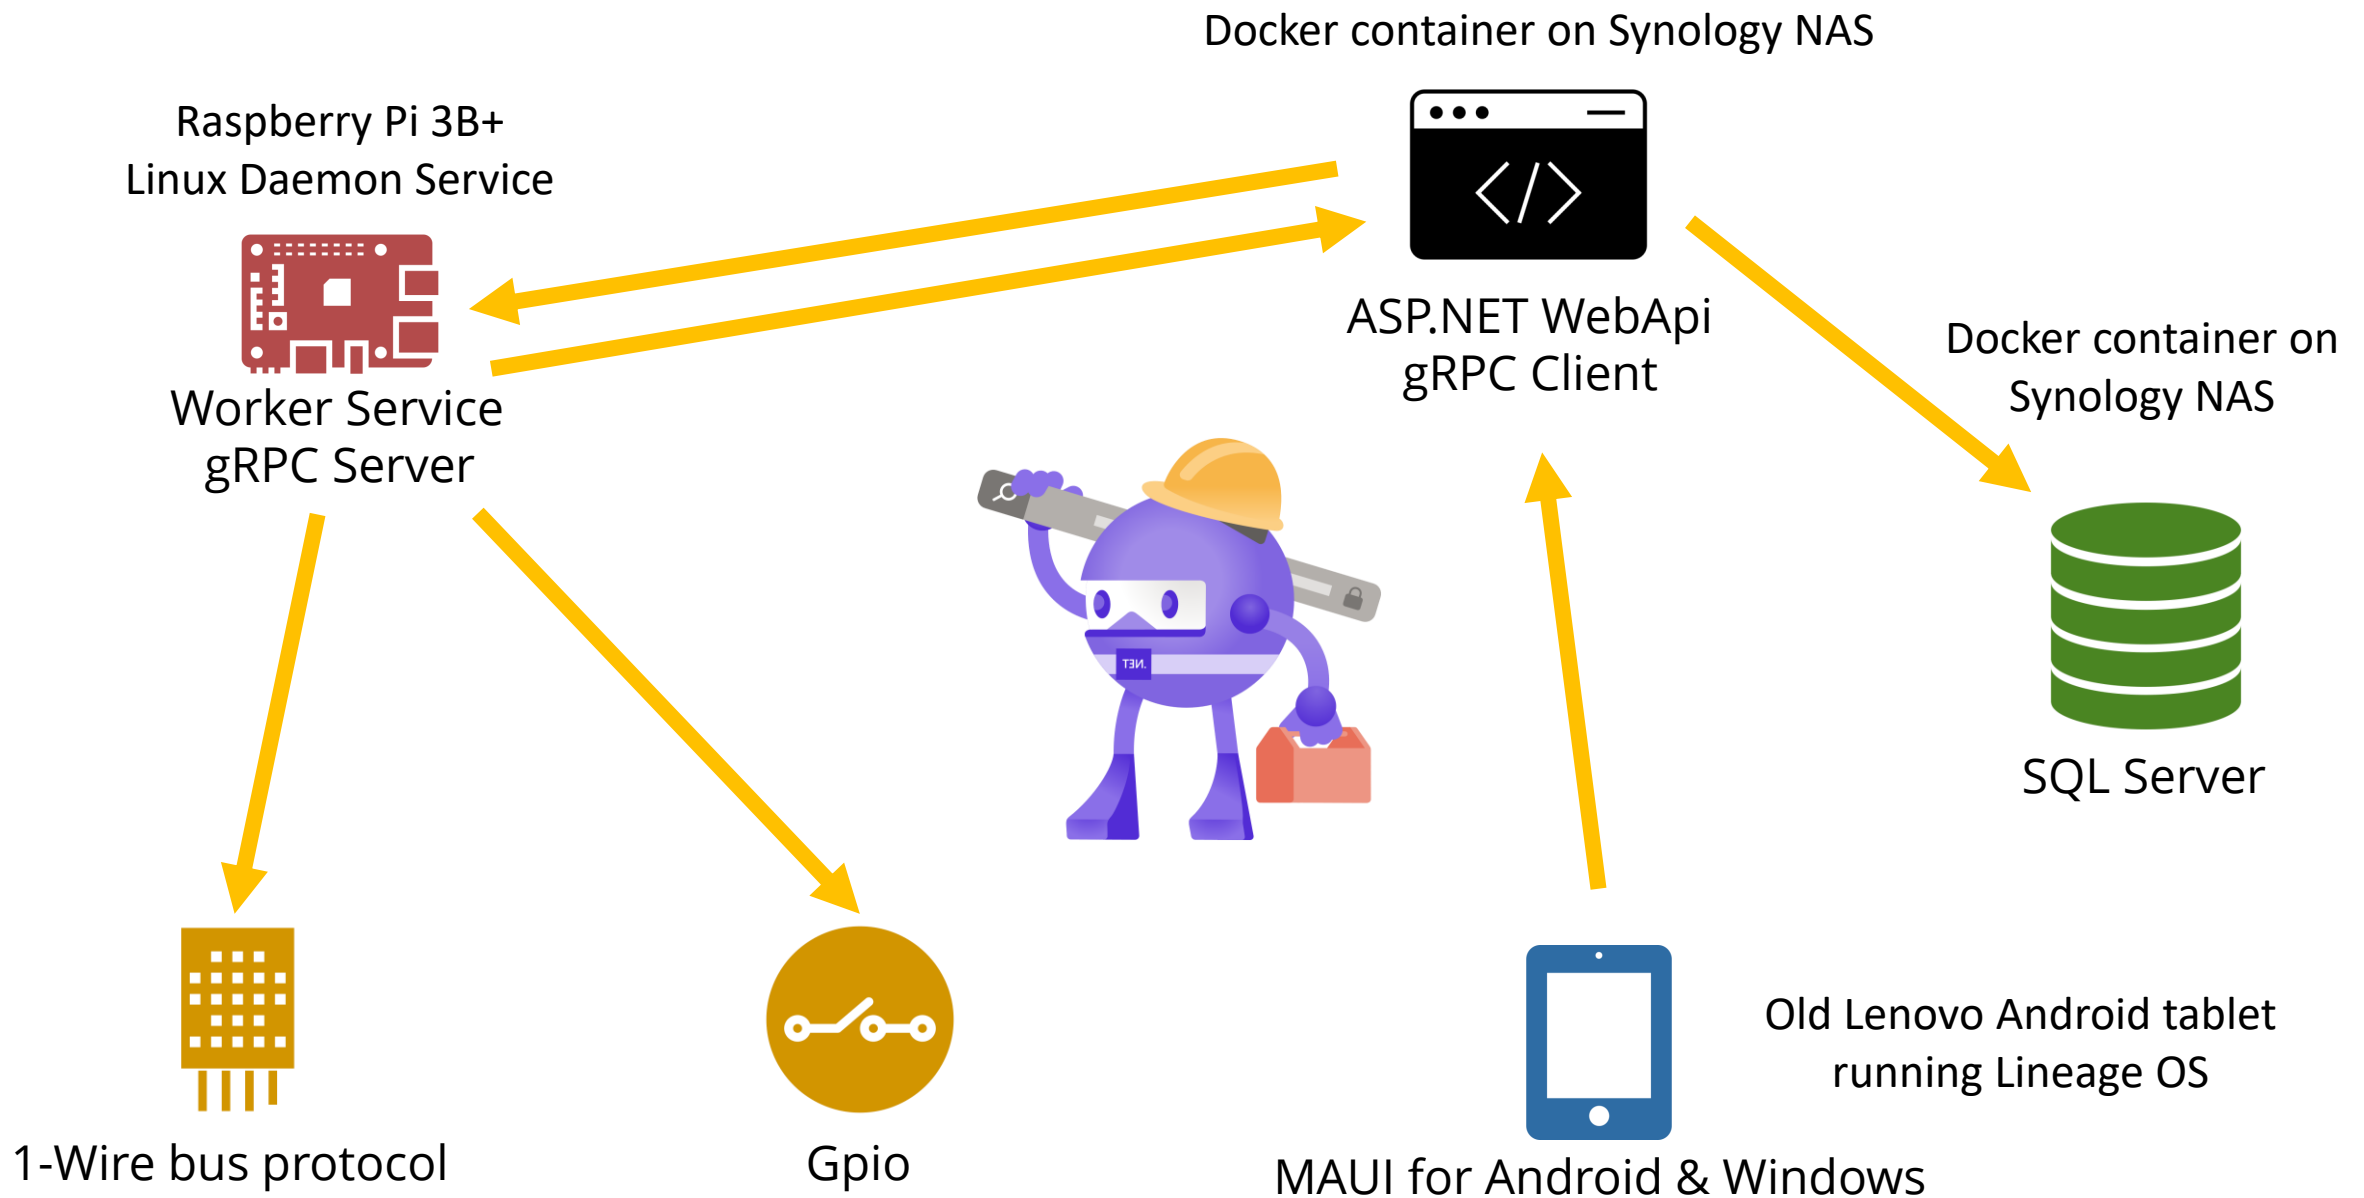 Docker container on Synology NAS
Raspberry Pi 3B+
Linux Daemon Service
Worker Service
gRPC Server
ASP.NET WebApi
gRPC Client
Docker container on
Synology NAS
SQL Server
.NET
1-Wire bus protocol
Gpio
Old Lenovo Android tablet
running Lineage OS
MAUI for Android & Windows